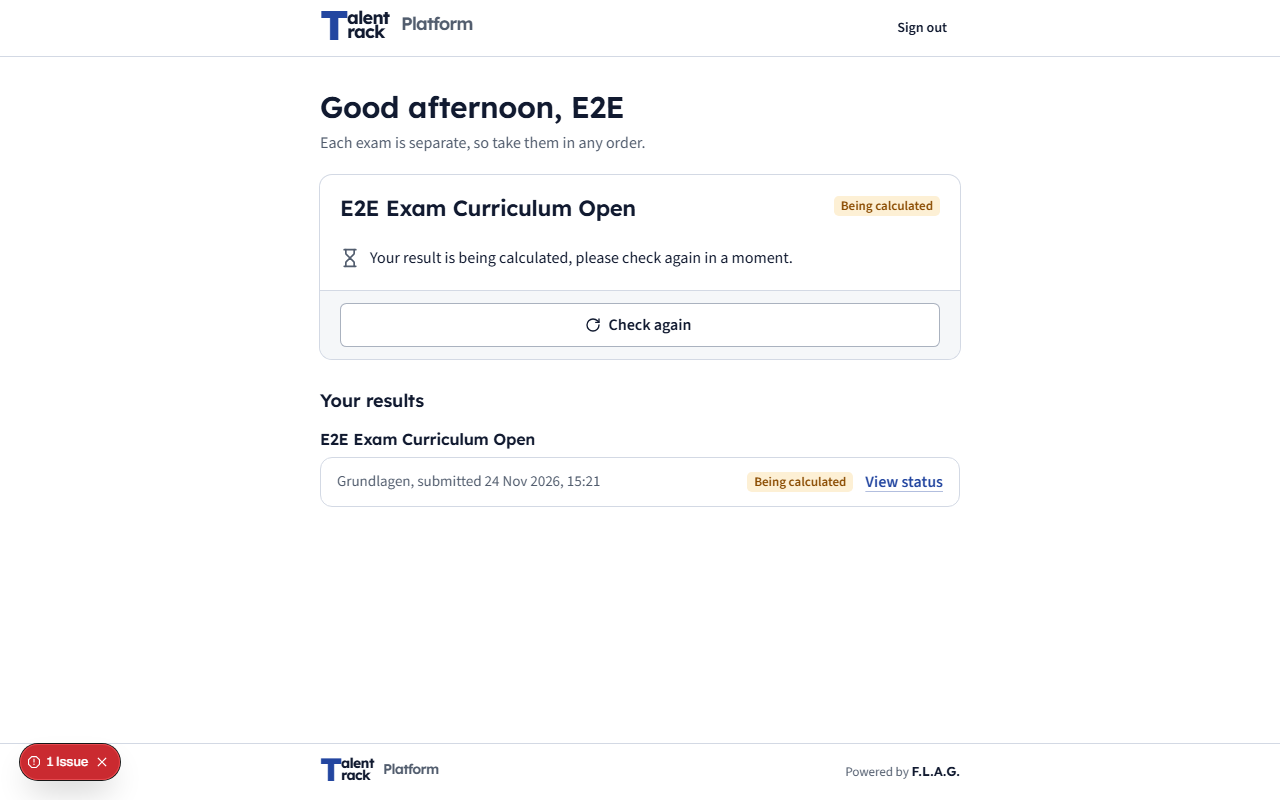 Talent rack Platform
Sign out
Good afternoon, E2E
Each exam is separate, so take them in any order.
E2E Exam Curriculum Open
Being calculated
Your result is being calculated, please check again in a moment.
Check again
Your results
E2E Exam Curriculum Open
Grundlagen, submitted 24 Nov 2026, 15:21
Being calculated
View status
1 Issue
Talent rack Platform
Powered by F.L.A.G.